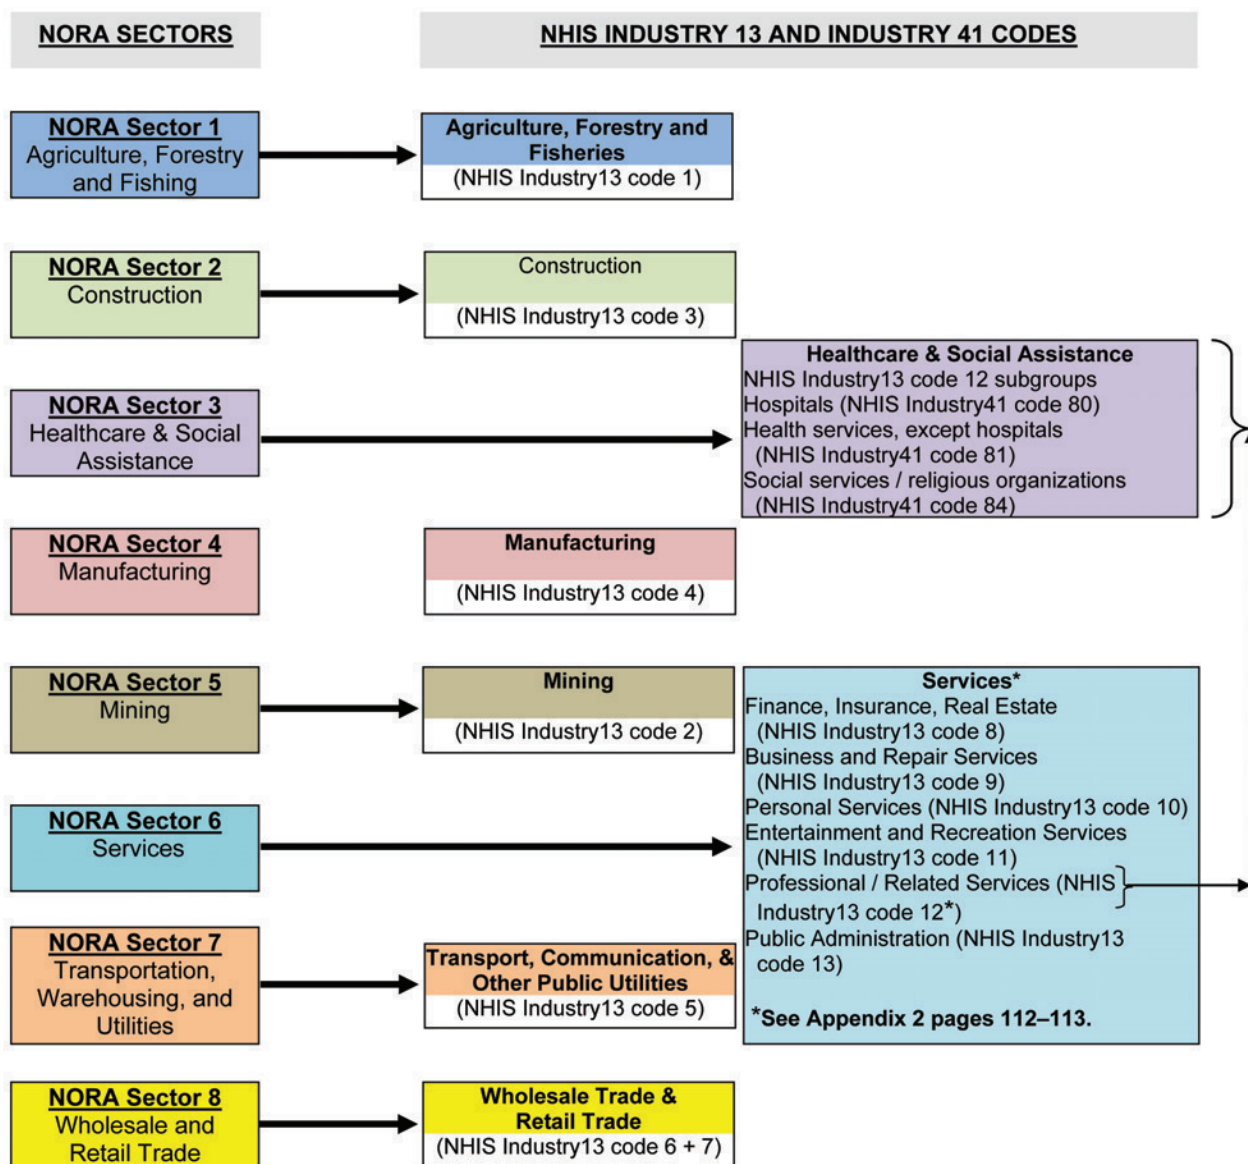 NORA SECTORS
NHIS INDUSTRY 13 AND INDUSTRY 41 CODES
NORA Sector 1
Agriculture, Forestry
and Fishing
Agriculture, Forestry and
Fisheries
(NHIS Industry13 code 1)
NORA Sector 2
Construction
Construction
(NHIS Industry13 code 3)
NORA Sector 3
Healthcare & Social
Assistance
Healthcare & Social Assistance
NHIS Industry13 code 12 subgroups
Hospitals (NHIS Industry41 code 80)
Health services, except hospitals
(NHIS Industry41 code 81)
Social services / religious organizations
(NHIS Industry41 code 84)
NORA Sector 4
Manufacturing
Manufacturing
(NHIS Industry13 code 4)
NORA Sector 5
Mining
Mining
(NHIS Industry13 code 2)
NORA Sector 6
Services
Services*
Finance, Insurance, Real Estate
(NHIS Industry13 code 8)
Business and Repair Services
(NHIS Industry13 code 9)
Personal Services (NHIS Industry13 code 10)
Entertainment and Recreation Services
(NHIS Industry13 code 11)
Professional / Related Services (NHIS
Industry13 code 12*)
Public Administration (NHIS Industry13
code 13)
*See Appendix 2 pages 112–113.
NORA Sector 7
Transportation,
Warehousing, and
Utilities
Transport, Communication, &
Other Public Utilities
(NHIS Industry13 code 5)
NORA Sector 8
Wholesale and
Retail Trade
Wholesale Trade &
Retail Trade
(NHIS Industry13 code 6 + 7)